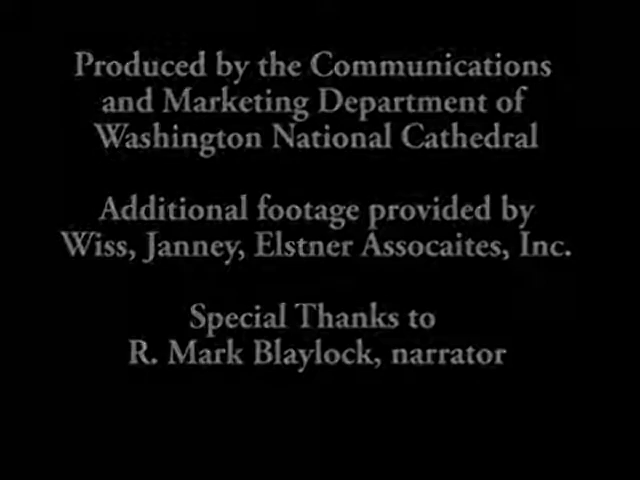 Produced by the Communications
and Marketing Department of
Washington National Cathedral
Additional footage provided by
Wiss, Janney, Elstner Assocaites, Inc.
Special Thanks to
R. Mark Blaylock, narrator